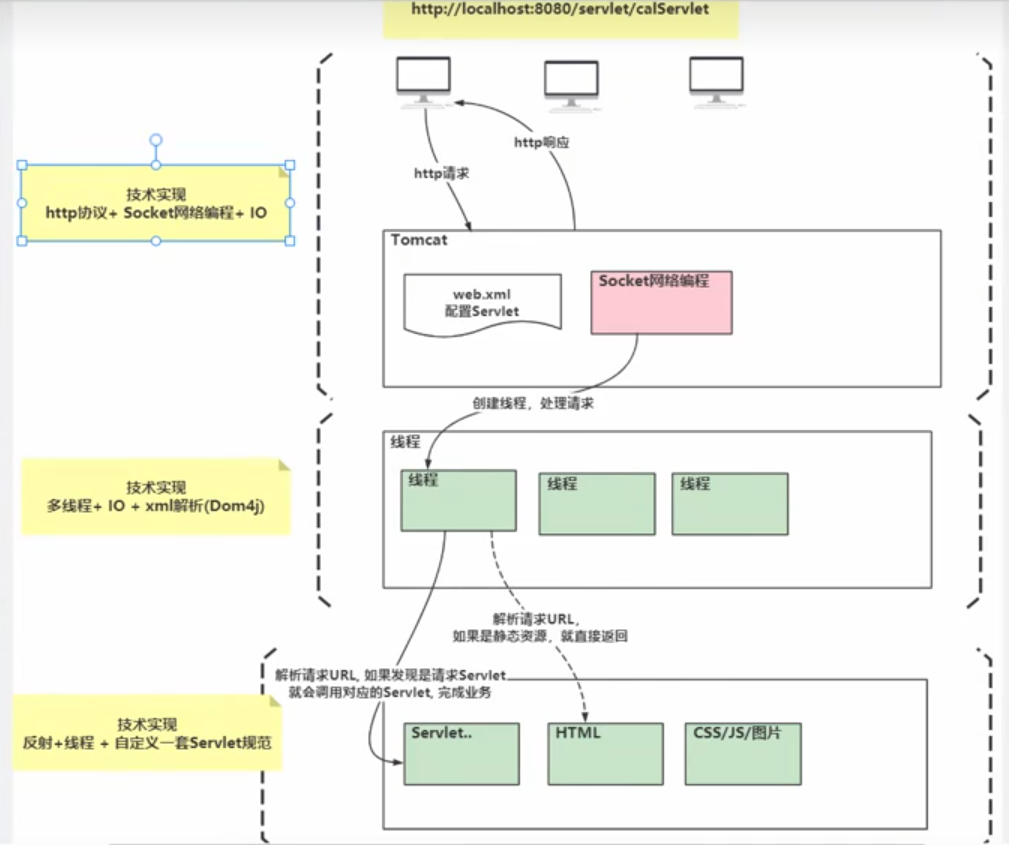 http://localhost:8080/servlet/calServlet
http响应
http请求
技术实现
http协议+ Socket网络编程+ IO
Tomcat
web.xml
配置Servlet
Socket网络编程
创建线程，处理请求
线程
线程
线程
线程
技术实现
多线程+ IO + xml解析(Dom4j)
解析请求URL，
如果是静态资源，就直接返回
解析请求URL, 如果发现是请求Servlet
就会调用对应的Servlet, 完成业务
技术实现
反射+线程 + 自定义一套Servlet规范
Servlet..
HTML
CSS/JS/图片